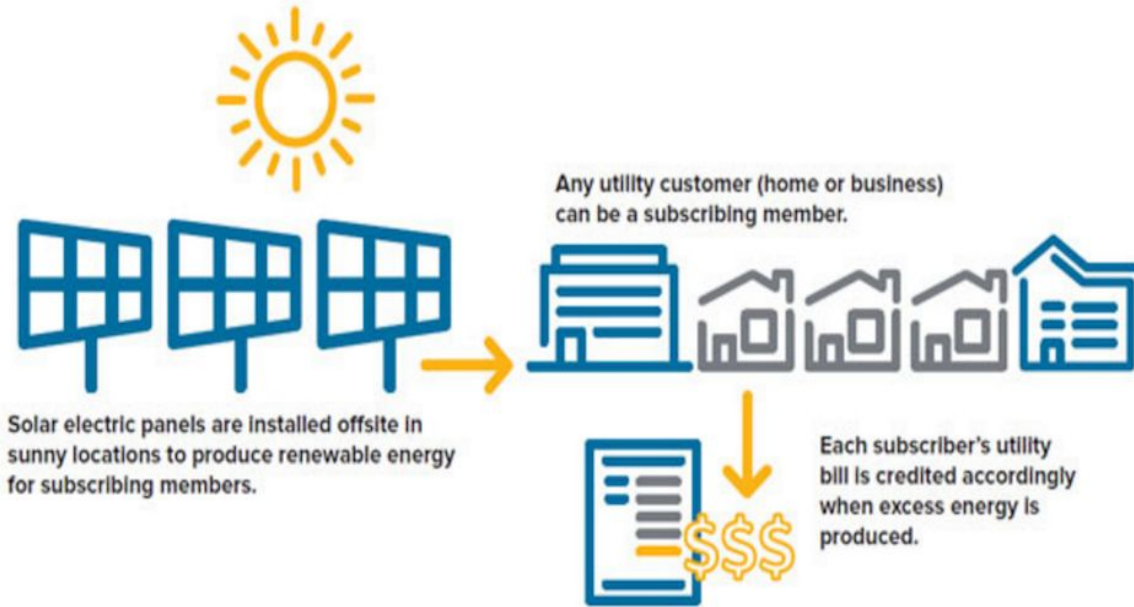 Any utility customer (home or business)
can be a subscribing member.
Solar electric panels are installed offsite in
sunny locations to produce renewable energy
for subscribing members.
Each subscriber's utility
bill is credited accordingly
when excess energy is
produced.
$$$